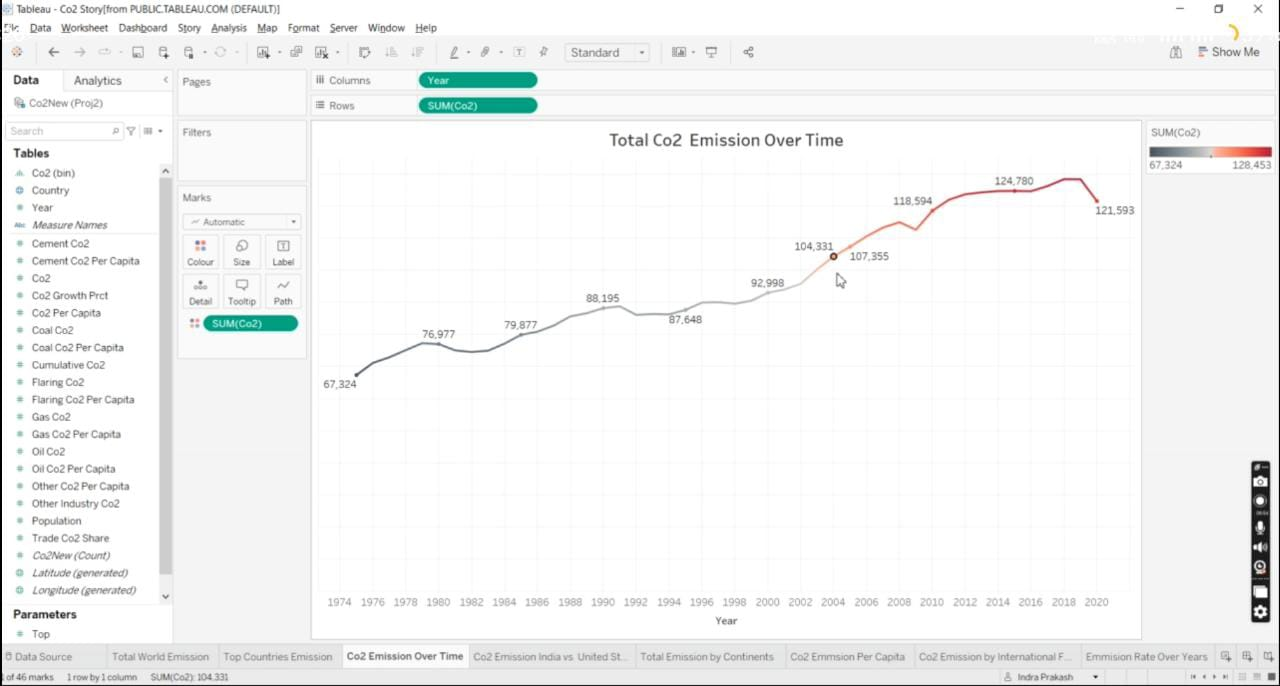 Tableau - Co2 Story[from PUBLIC.TABLEAU.COM (DEFAULT)]
File Data Worksheet Dashboard Story Analysis Map Format Server Window Help
Standard
Show Me
Data Analytics
Co2New (Proj2)
Search
Tables
Co2 (bin)
Country
Year
Abc Measure Names
Cement Co2
Cement Co2 Per Capita
Co2
Co2 Growth Prct
Co2 Per Capita
Coal Co2
Coal Co2 Per Capita
Cumulative Co2
Flaring Co2
Flaring Co2 Per Capita
Gas Co2
Gas Co2 Per Capita
Oil Co2
Oil Co2 Per Capita
Other Co2 Per Capita
Other Industry Co2
Population
Trade Co2 Share
Co2New (Count)
Latitude (generated)
Longitude (generated)
Parameters
Top
Pages
Filters
Marks
Automatic
Colour Size Label
Detail Tooltip Path
SUM(Co2)
Columns Year
Rows SUM(Co2)
Total Co2 Emission Over Time
67,324
76,977
79,877
88,195
87,648
92,998
104,331
107,355
118,594
124,780
121,593
1974 1976 1978 1980 1982 1984 1986 1988 1990 1992 1994 1996 1998 2000 2002 2004 2006 2008 2010 2012 2014 2016 2018 2020
Year
SUM(Co2)
67,324 128,453
Data Source Total World Emission Top Countries Emission Co2 Emission Over Time Co2 Emission India vs United St... Total Emission by Continents Co2 Emmsion Per Capita Co2 Emission by International F... Emmision Rate Over Years
1 of 46 marks 1 row by 1 column SUM(Co2): 104,331
Indra Prakash